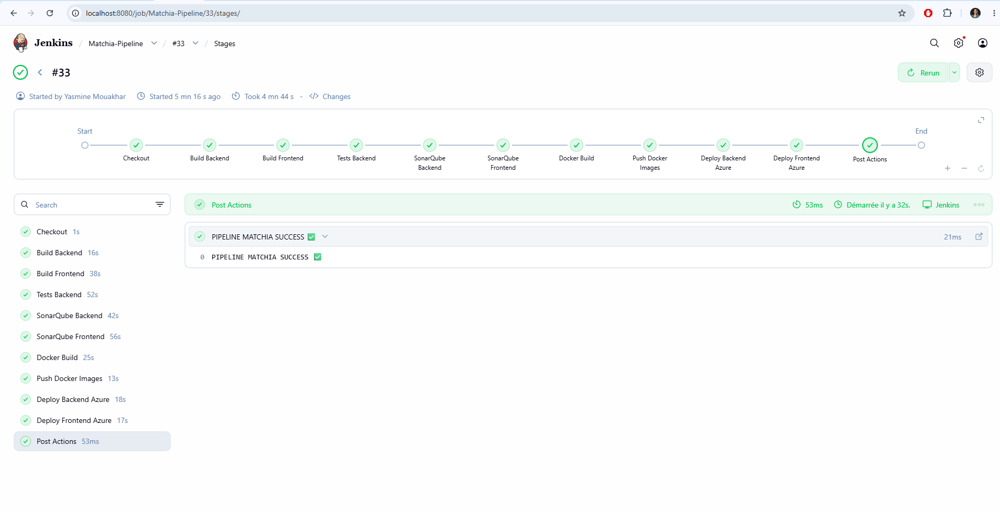 localhost:8080/job/Matchia-Pipeline/33/stages/
Jenkins / Matchia-Pipeline / #33 / Stages
#33
Rerun
Started by Yasmine Mouakhar Started 5 mn 16 s ago Took 4 mn 44 s Changes
Start End
Checkout Build Backend Build Frontend Tests Backend SonarQube Backend SonarQube Frontend Docker Build Push Docker Images Deploy Backend Azure Deploy Frontend Azure Post Actions
Search
Post Actions 53ms Démarrée il y a 32s. Jenkins
PIPELINE MATCHIA SUCCESS ✅ 21ms
0 PIPELINE MATCHIA SUCCESS ✅
Checkout 1s
Build Backend 16s
Build Frontend 38s
Tests Backend 52s
SonarQube Backend 42s
SonarQube Frontend 56s
Docker Build 25s
Push Docker Images 13s
Deploy Backend Azure 18s
Deploy Frontend Azure 17s
Post Actions 53ms